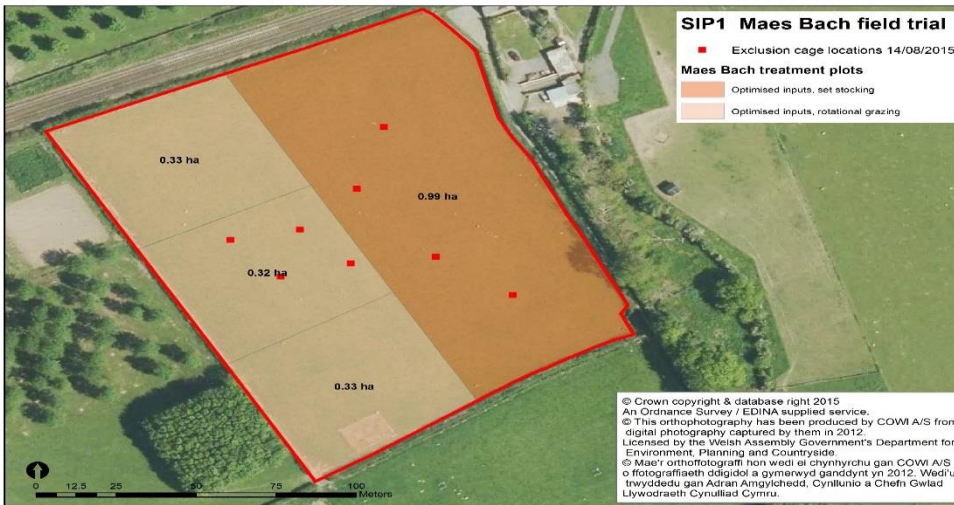 SIP1 Maes Bach field trial
Exclusion cage locations 14/08/2015
Maes Bach treatment plots
Optimised inputs, set stocking
Optimised inputs, rotational grazing
0.33 ha
0.99 ha
0.32 ha
0.33 ha
© Crown copyright & database right 2015
An Ordnance Survey / EDINA supplied service.
© This orthophotography has been produced by COWI A/S from
digital photography captured by them in 2012.
Licensed by the Welsh Assembly Government's Department for
Environment, Planning and Countryside.
© Mae'r orthoffotograffi hon wedi ei chynhyrchu gan COWI A/S
o ffotograffiaeth ddigidol a gymerwyd ganddynt yn 2012. Wedi'u
trwyddedu gan Adran Amgylchedd, Cynllunio a Chefn Gwlad
Llywodraeth Cynulliad Cymru.
0 12.5 25 50 75 100
Meters